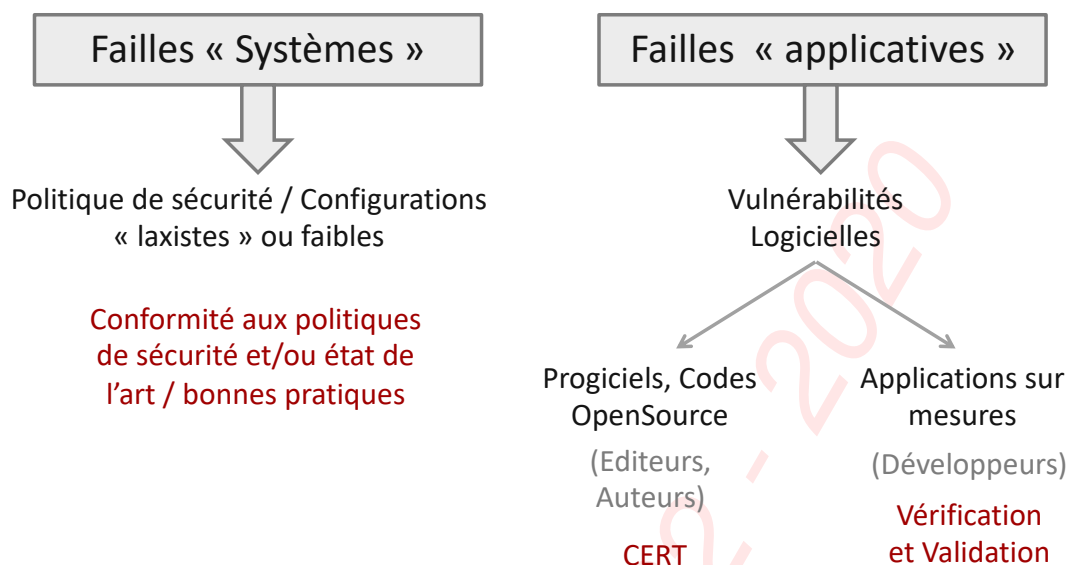 Failles « Systèmes »
Politique de sécurité / Configurations
« laxistes » ou faibles
Conformité aux politiques
de sécurité et/ou état de
l’art / bonnes pratiques
Failles « applicatives »
Vulnérabilités
Logicielles
Progiciels, Codes
OpenSource
(Editeurs,
Auteurs)
CERT
Applications sur
mesures
(Développeurs)
Vérification
et Validation
2 - 2020